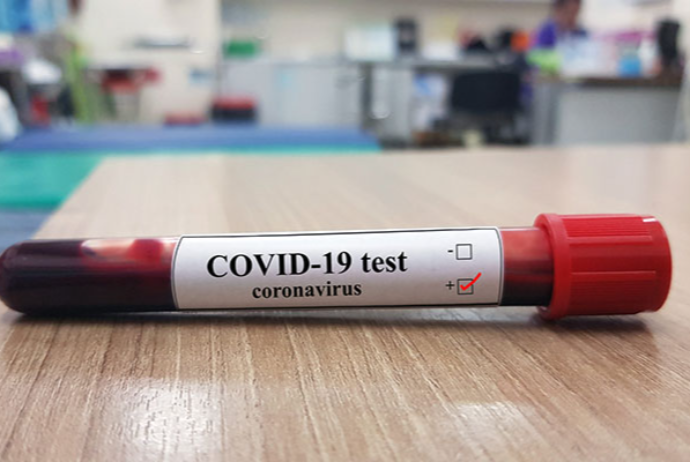 COVID-19 test
coronavirus
- ☐
+ ☑